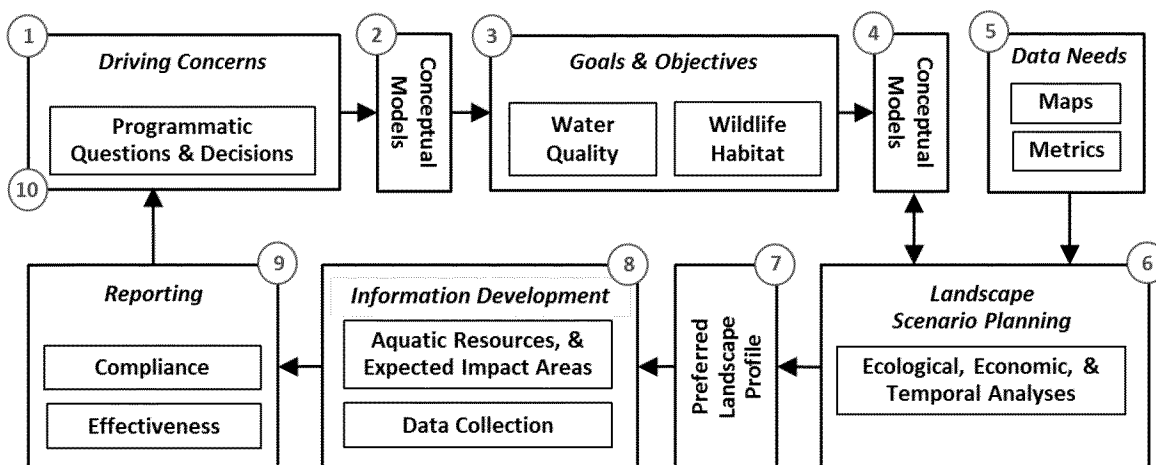 1
Driving Concerns
Programmatic
Questions & Decisions
10
2
Conceptual
Models
3
Goals & Objectives
Water
Quality
Wildlife
Habitat
4
Conceptual
Models
5
Data Needs
Maps
Metrics
9
Reporting
Compliance
Effectiveness
8
Information Development
Aquatic Resources, &
Expected Impact Areas
Data Collection
7
Preferred
Landscape
Profile
6
Landscape
Scenario Planning
Ecological, Economic, &
Temporal Analyses